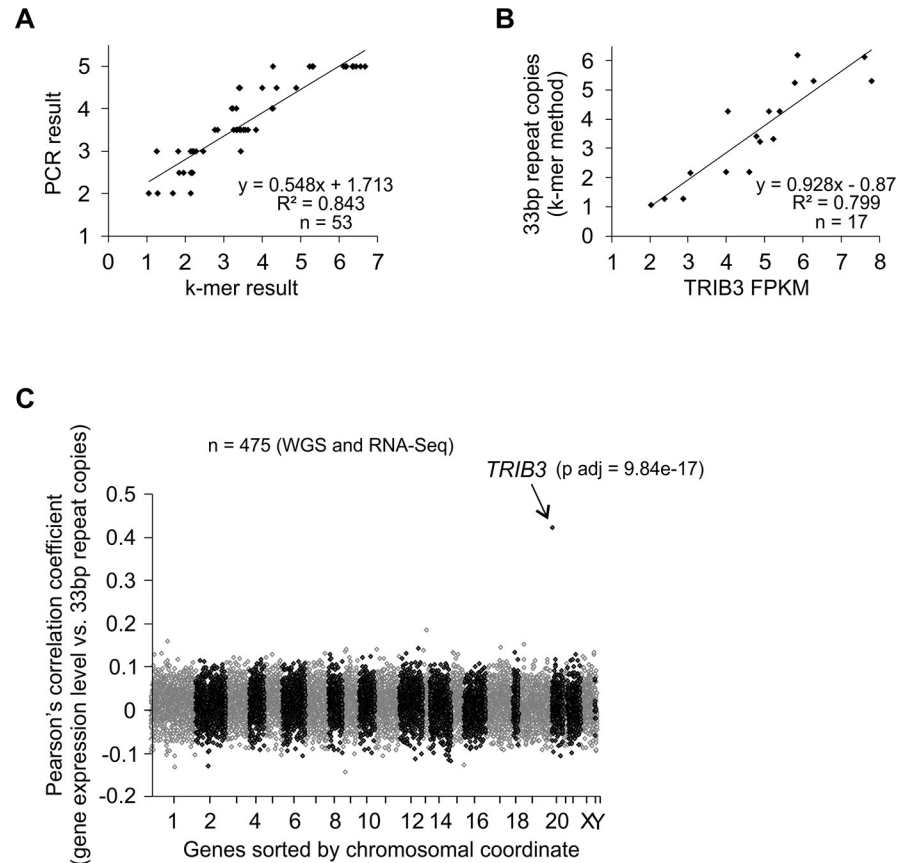 A
PCR result
5
4
3
2
1
y = 0.548x + 1.713
R² = 0.843
n = 53
0 1 2 3 4 5 6 7
k-mer result
B
33bp repeat copies
(k-mer method)
6
5
4
3
2
1
0
y = 0.928x - 0.87
R² = 0.799
n = 17
1 2 3 4 5 6 7 8
TRIB3 FPKM
C
n = 475 (WGS and RNA-Seq)
TRIB3 (p adj = 9.84e-17)
Pearson's correlation coefficient
(gene expression level vs. 33bp repeat copies)
0.5
0.4
0.3
0.2
0.1
0
-0.1
-0.2
1 2 4 6 8 10 12 14 16 18 20 XY
Genes sorted by chromosomal coordinate